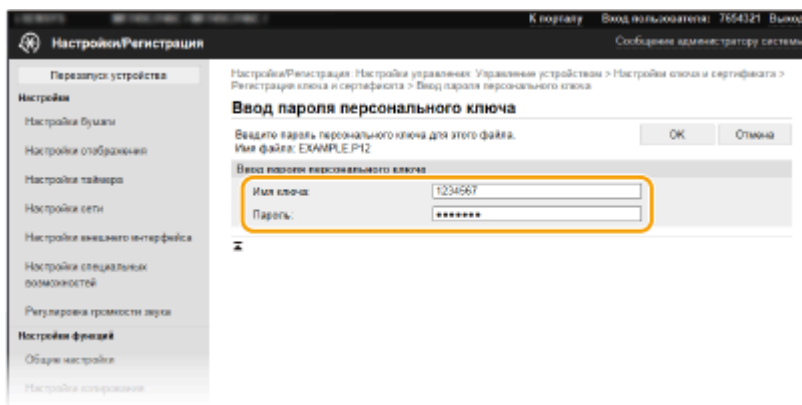 К порталу Вход пользователя: 7654321 Выход
Настройки/Регистрация
Сообщение администратору системы
Перезапуск устройства
Настройки
Настройки бумаги
Настройки отображения
Настройки таймера
Настройки сети
Настройки внешнего интерфейса
Настройки специальных
возможностей
Регулировка громкости звука
Настройки функций
Общие настройки
Настройки копирования
Настройки/Регистрация: Настройки управления: Управление устройством > Настройки ключа и сертификата >
Регистрация ключа и сертификата > Ввод пароля персонального ключа
Ввод пароля персонального ключа
Введите пароль персонального ключа для этого файла.
Имя файла: EXAMPLE.P12
OK Отмена
Ввод пароля персонального ключа
Имя ключа: 1234567
Пароль: •••••••